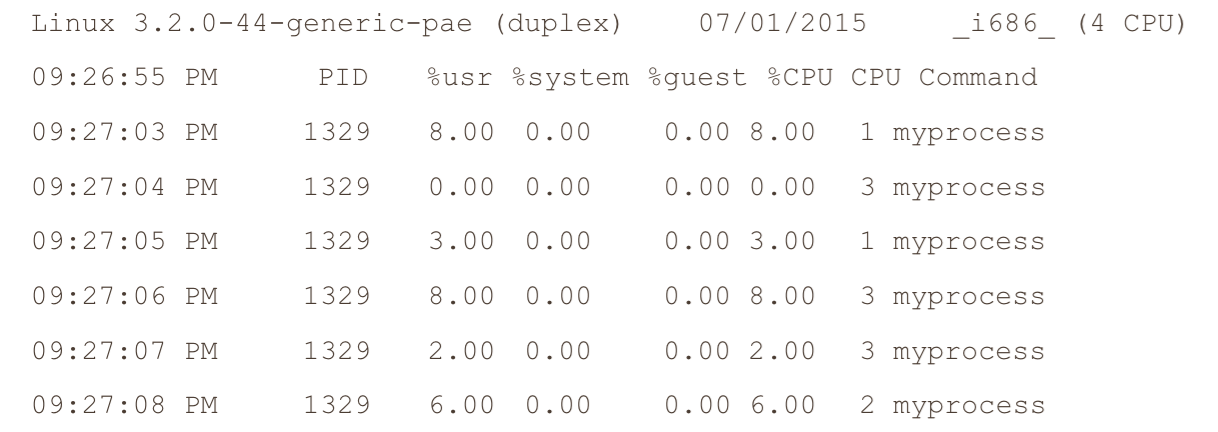 Linux 3.2.0-44-generic-pae (duplex) 07/01/2015 _i686_ (4 CPU)
09:26:55 PM PID %usr %system %guest %CPU CPU Command
09:27:03 PM 1329 8.00 0.00 0.00 8.00 1 myprocess
09:27:04 PM 1329 0.00 0.00 0.00 0.00 3 myprocess
09:27:05 PM 1329 3.00 0.00 0.00 3.00 1 myprocess
09:27:06 PM 1329 8.00 0.00 0.00 8.00 3 myprocess
09:27:07 PM 1329 2.00 0.00 0.00 2.00 3 myprocess
09:27:08 PM 1329 6.00 0.00 0.00 6.00 2 myprocess